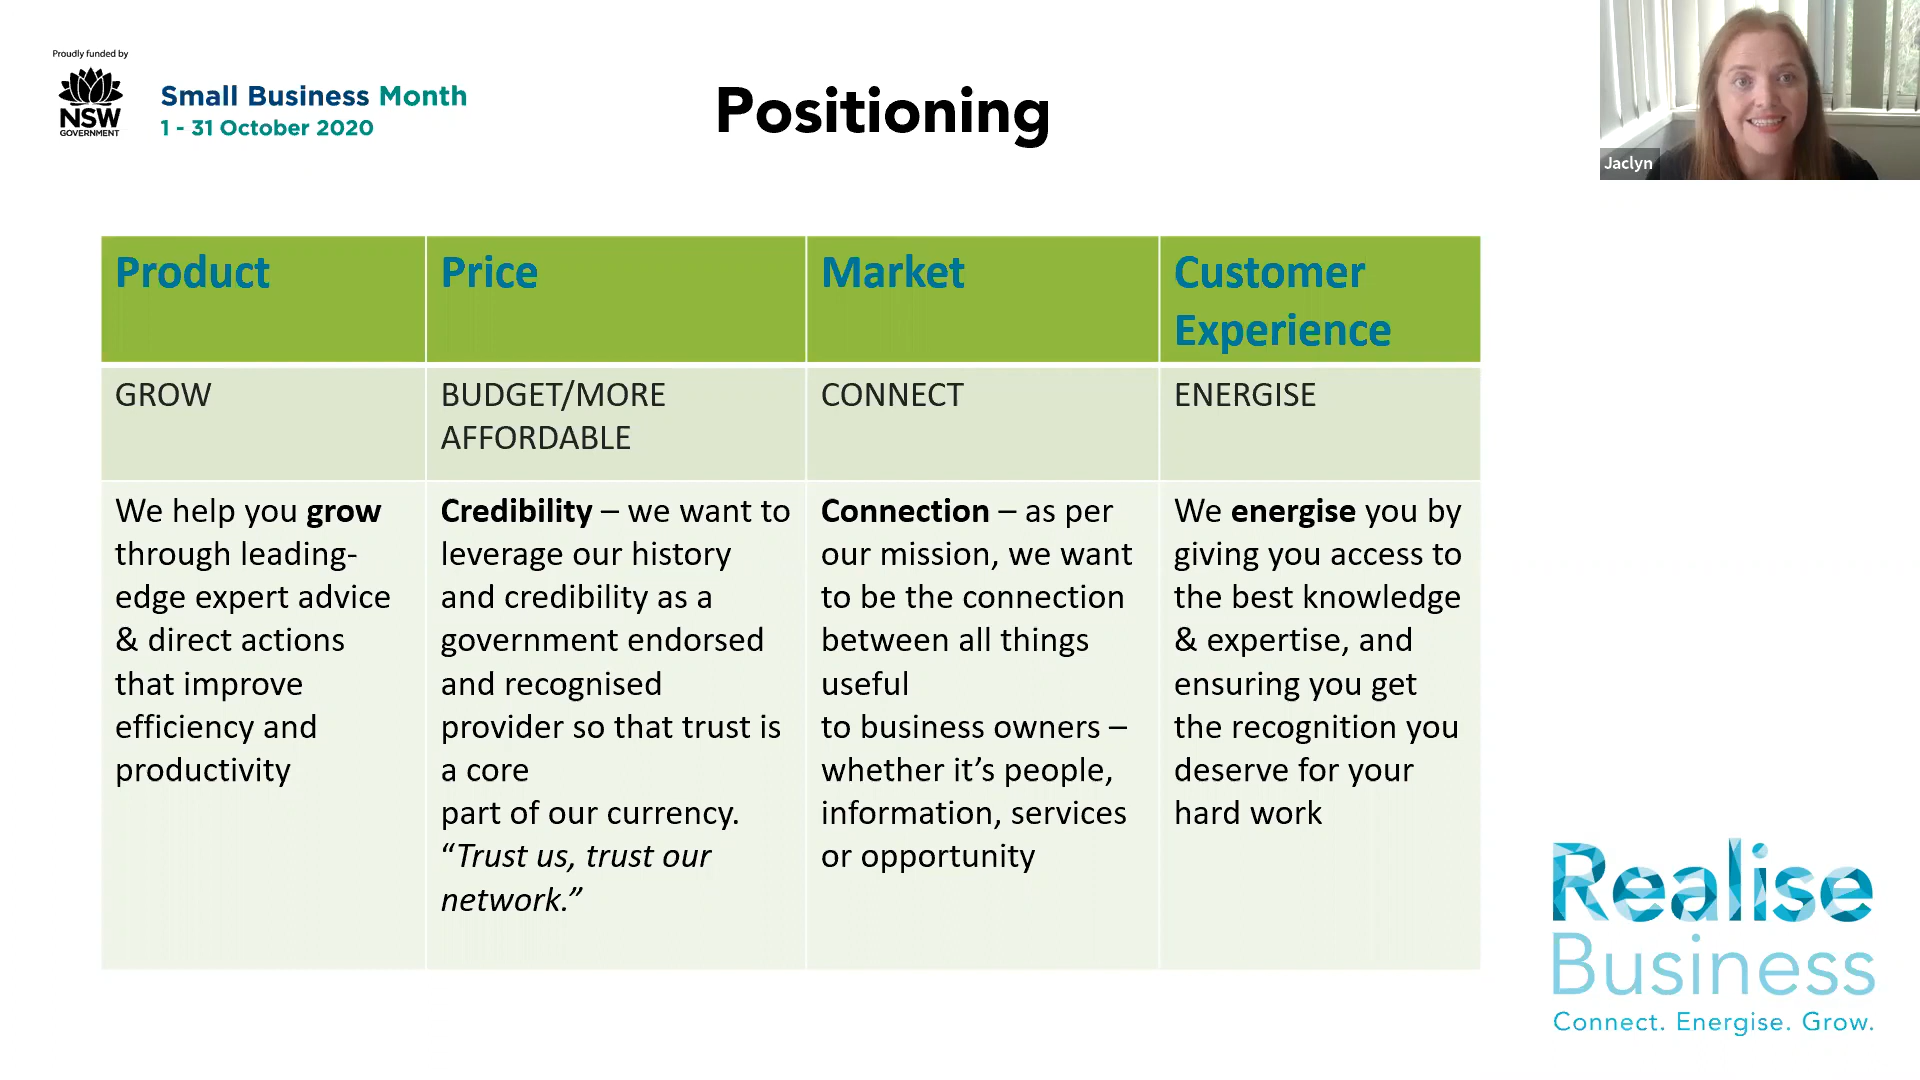 Proudly funded by
NSW
GOVERNMENT
Small Business Month
1 - 31 October 2020
Positioning
Jaclyn
Product
Price
Market
Customer
Experience
GROW
BUDGET/MORE
AFFORDABLE
CONNECT
ENERGISE
We help you grow
through leading-
edge expert advice
& direct actions
that improve
efficiency and
productivity
Credibility – we want to
leverage our history
and credibility as a
government endorsed
and recognised
provider so that trust is
a core
part of our currency.
“Trust us, trust our
network.”
Connection – as per
our mission, we want
to be the connection
between all things
useful
to business owners –
whether it’s people,
information, services
or opportunity
We energise you by
giving you access to
the best knowledge
& expertise, and
ensuring you get
the recognition you
deserve for your
hard work
Realise
Business
Connect. Energise. Grow.